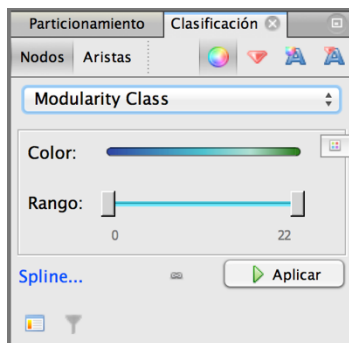 Particionamiento Clasificación
Nodos Aristas
Modularity Class
Color:
Rango:
0 22
Spline... Aplicar